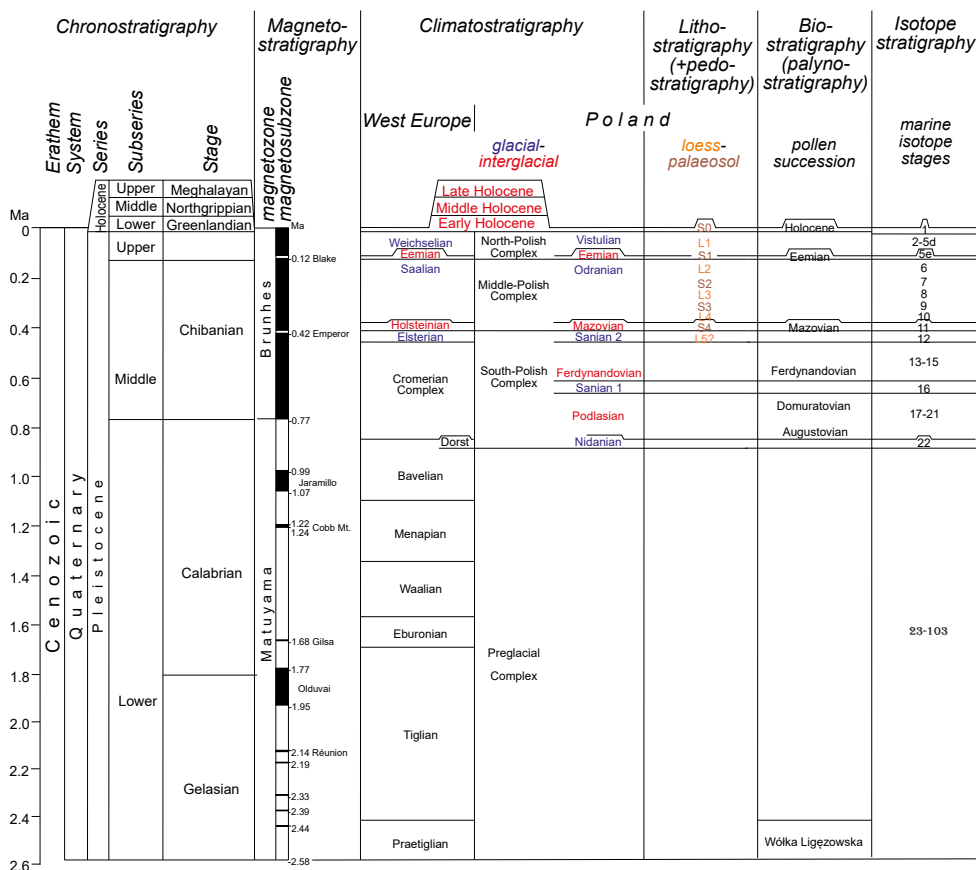 Chronostratigraphy
Magneto-
stratigraphy
Climatostratigraphy
Litho-
stratigraphy
(+pedo-
stratigraphy)
Bio-
stratigraphy
(palyno-
stratigraphy)
Isotope
stratigraphy
Erathem
System
Series
Subseries
Stage
magnetozone
magnetosubzone
West Europe
Poland
glacial-
interglacial
loess-
palaeosol
pollen
succession
marine
isotope
stages
Ma
0
0.2
0.4
0.6
0.8
1.0
1.2
1.4
1.6
1.8
2.0
2.2
2.4
2.6
Cenozoic
Quaternary
Holocene
Pleistocene
Upper
Middle
Lower
Upper
Middle
Lower
Meghalayan
Northgrippian
Greenlandian
Chibanian
Calabrian
Gelasian
Brunhes
Matuyama
Ma
0
0.12 Blake
0.42 Emperor
0.77
0.99
Jaramillo
1.07
1.22
Cobb Mt.
1.24
1.68 Gilsa
1.77
Olduvai
1.95
2.14 Réunion
2.19
2.33
2.39
2.44
2.58
Late Holocene
Middle Holocene
Early Holocene
Weichselian
Eemian
Saalian
Holsteinian
Elsterian
Cromerian
Complex
Dorst
Bavelian
Menapian
Waalian
Eburonian
Tiglian
Praetiglian
North-Polish
Complex
Middle-Polish
Complex
South-Polish
Complex
Preglacial
Complex
Vistulian
Eemian
Odranian
Mazovian
Sanian 2
Ferdynandovian
Sanian 1
Podlasian
Nidanian
S0
L1
S1
L2
S2
L3
S3
L4
S4
L52
Holocene
Eemian
Mazovian
Ferdynandovian
Domuratovian
Augustovian
Wólka Ligęzowska
1
2-5d
5e
6
7
8
9
10
11
12
13-15
16
17-21
22
23-103